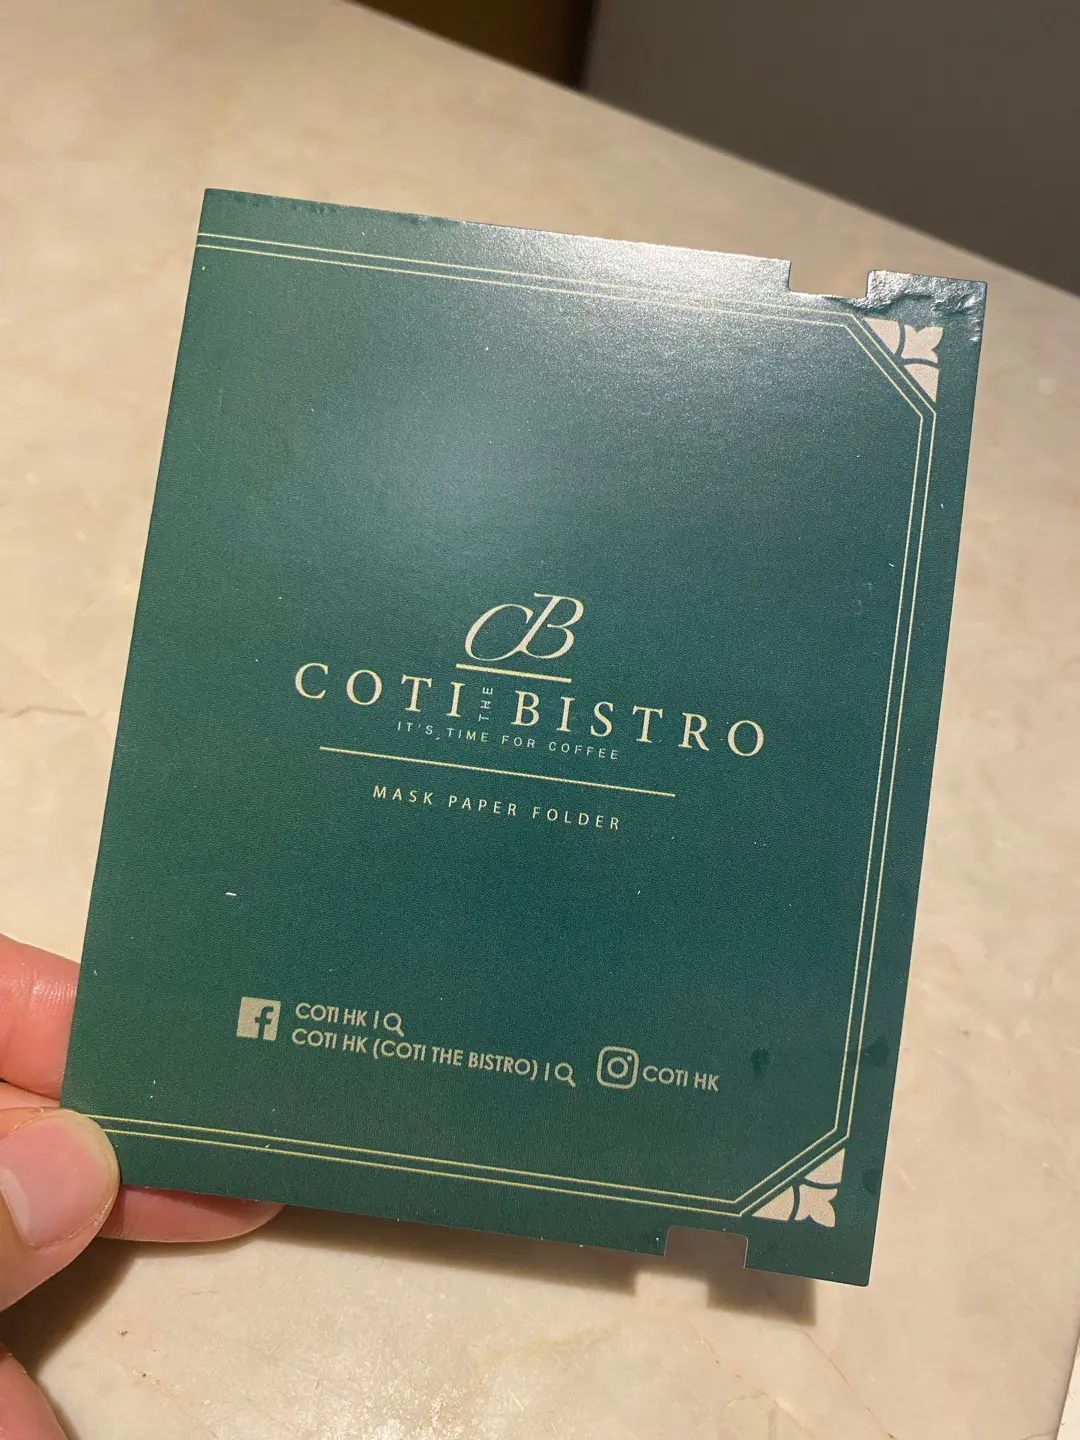 CB
COTI THE BISTRO
IT'S TIME FOR COFFEE
MASK PAPER FOLDER
COTI HK |
COTI HK (COTI THE BISTRO) |
COTI HK